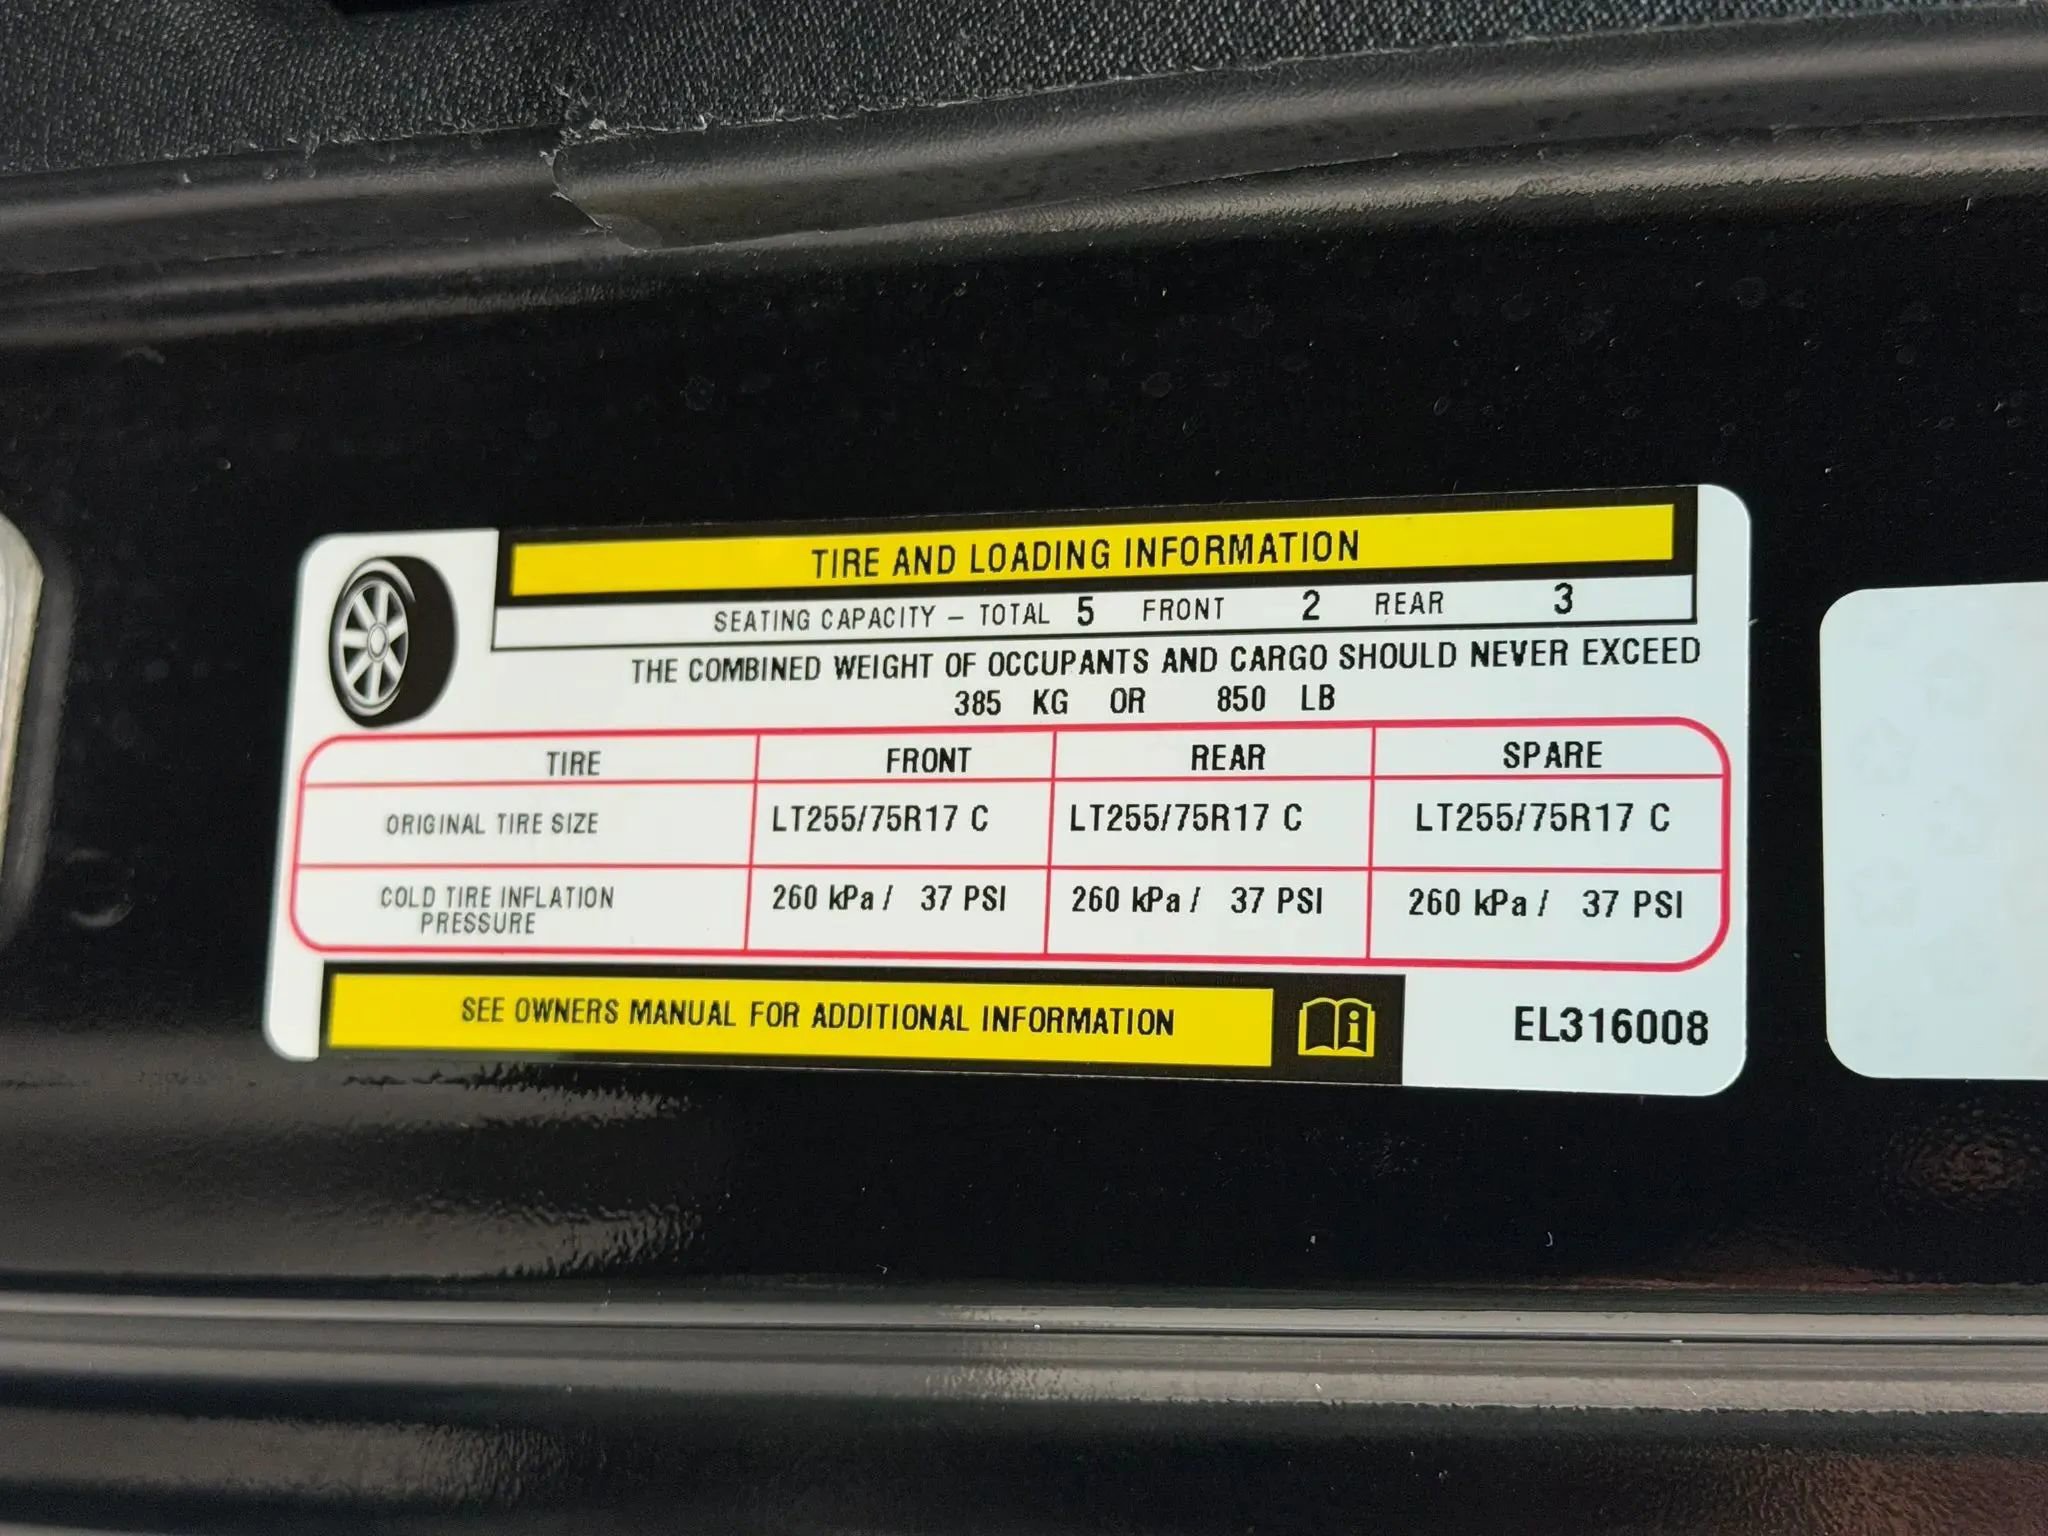 TIRE AND LOADING INFORMATION
SEATING CAPACITY – TOTAL 5 FRONT 2 REAR 3
THE COMBINED WEIGHT OF OCCUPANTS AND CARGO SHOULD NEVER EXCEED
385 KG OR 850 LB
TIRE FRONT REAR SPARE
ORIGINAL TIRE SIZE LT255/75R17 C LT255/75R17 C LT255/75R17 C
COLD TIRE INFLATION PRESSURE 260 kPa / 37 PSI 260 kPa / 37 PSI 260 kPa / 37 PSI
SEE OWNERS MANUAL FOR ADDITIONAL INFORMATION
EL316008